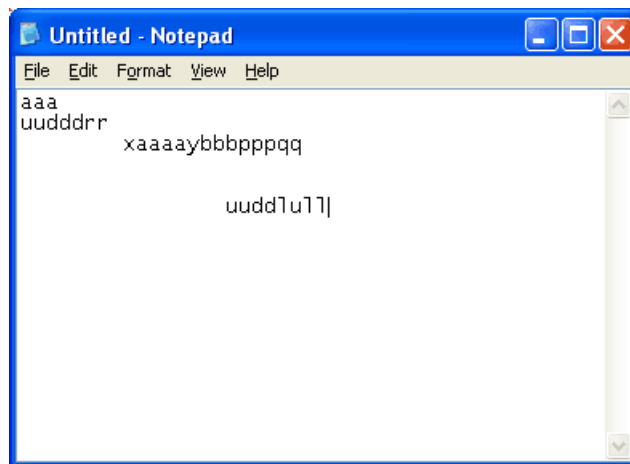 Untitled - Notepad
File Edit Format View Help
aaa
uudddrr
xaaaaybbbpppqq
uuddlull